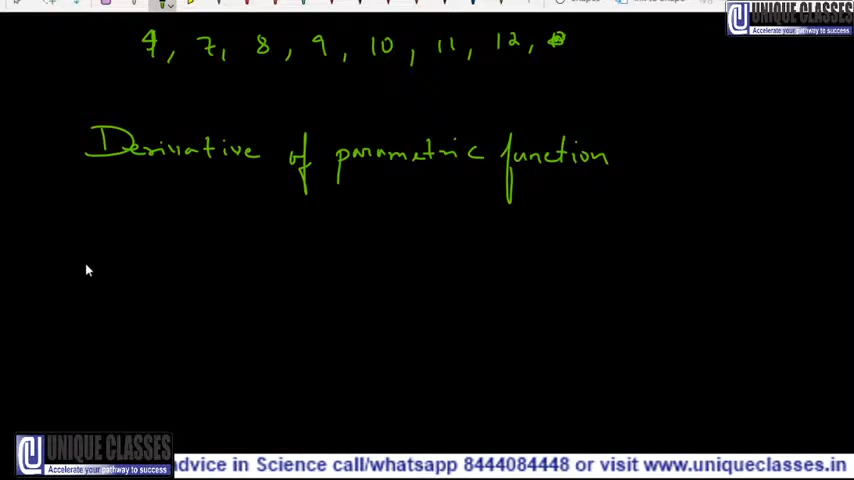 UNIQUE CLASSES
Accelerate your pathway to success
4, 7, 8, 9, 10, 11, 12,
Derivative of parametric function
UNIQUE CLASSES
Accelerate your pathway to success
advice in Science call/whatsapp 8444084448 or visit www.uniqueclasses.in